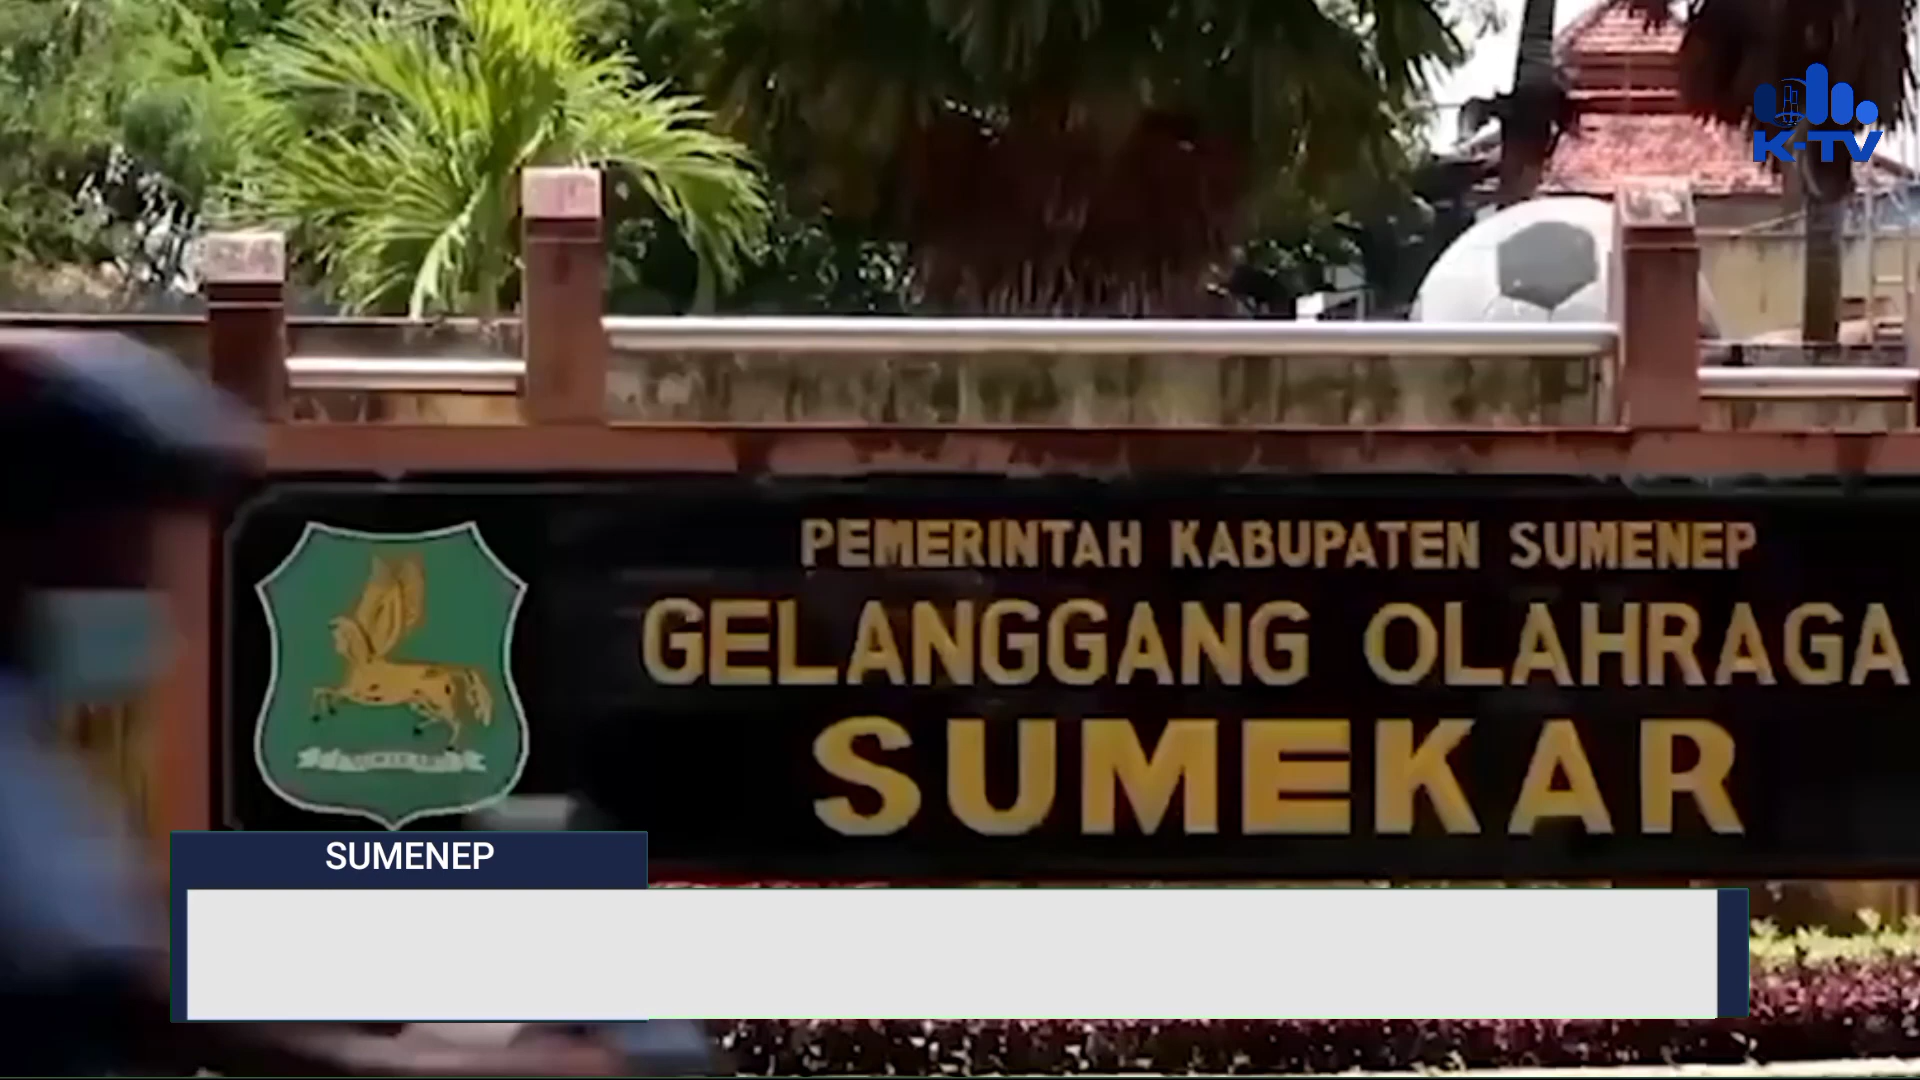 K-TV
PEMERINTAH KABUPATEN SUMENEP
GELANGGANG OLAHRAGA
SUMEKAR
SUMENEP